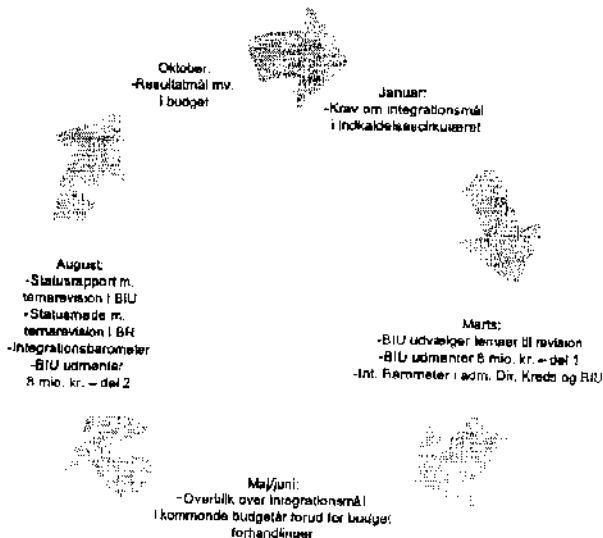 Oktober:
-Resultatmål mv.
i budget
Januar:
-Krav om integrationsmål
i indkaldelsescirkulæret
Marts:
-BIU udvælger temaer til revision
-BIU udmønter 8 mio. kr. – del 1
-Int. Barometer i adm. Dir. Kreds og BIU
Maj/juni:
-Overblik over integrationsmål
i kommende budgetår forud for budget
forhandlinger
August:
-Statusrapport m.
temarevision i BIU
-Statusmøde m.
temarevision i BR
-Integrationsbarometer
-BIU udmønter
8 mio. kr. – del 2